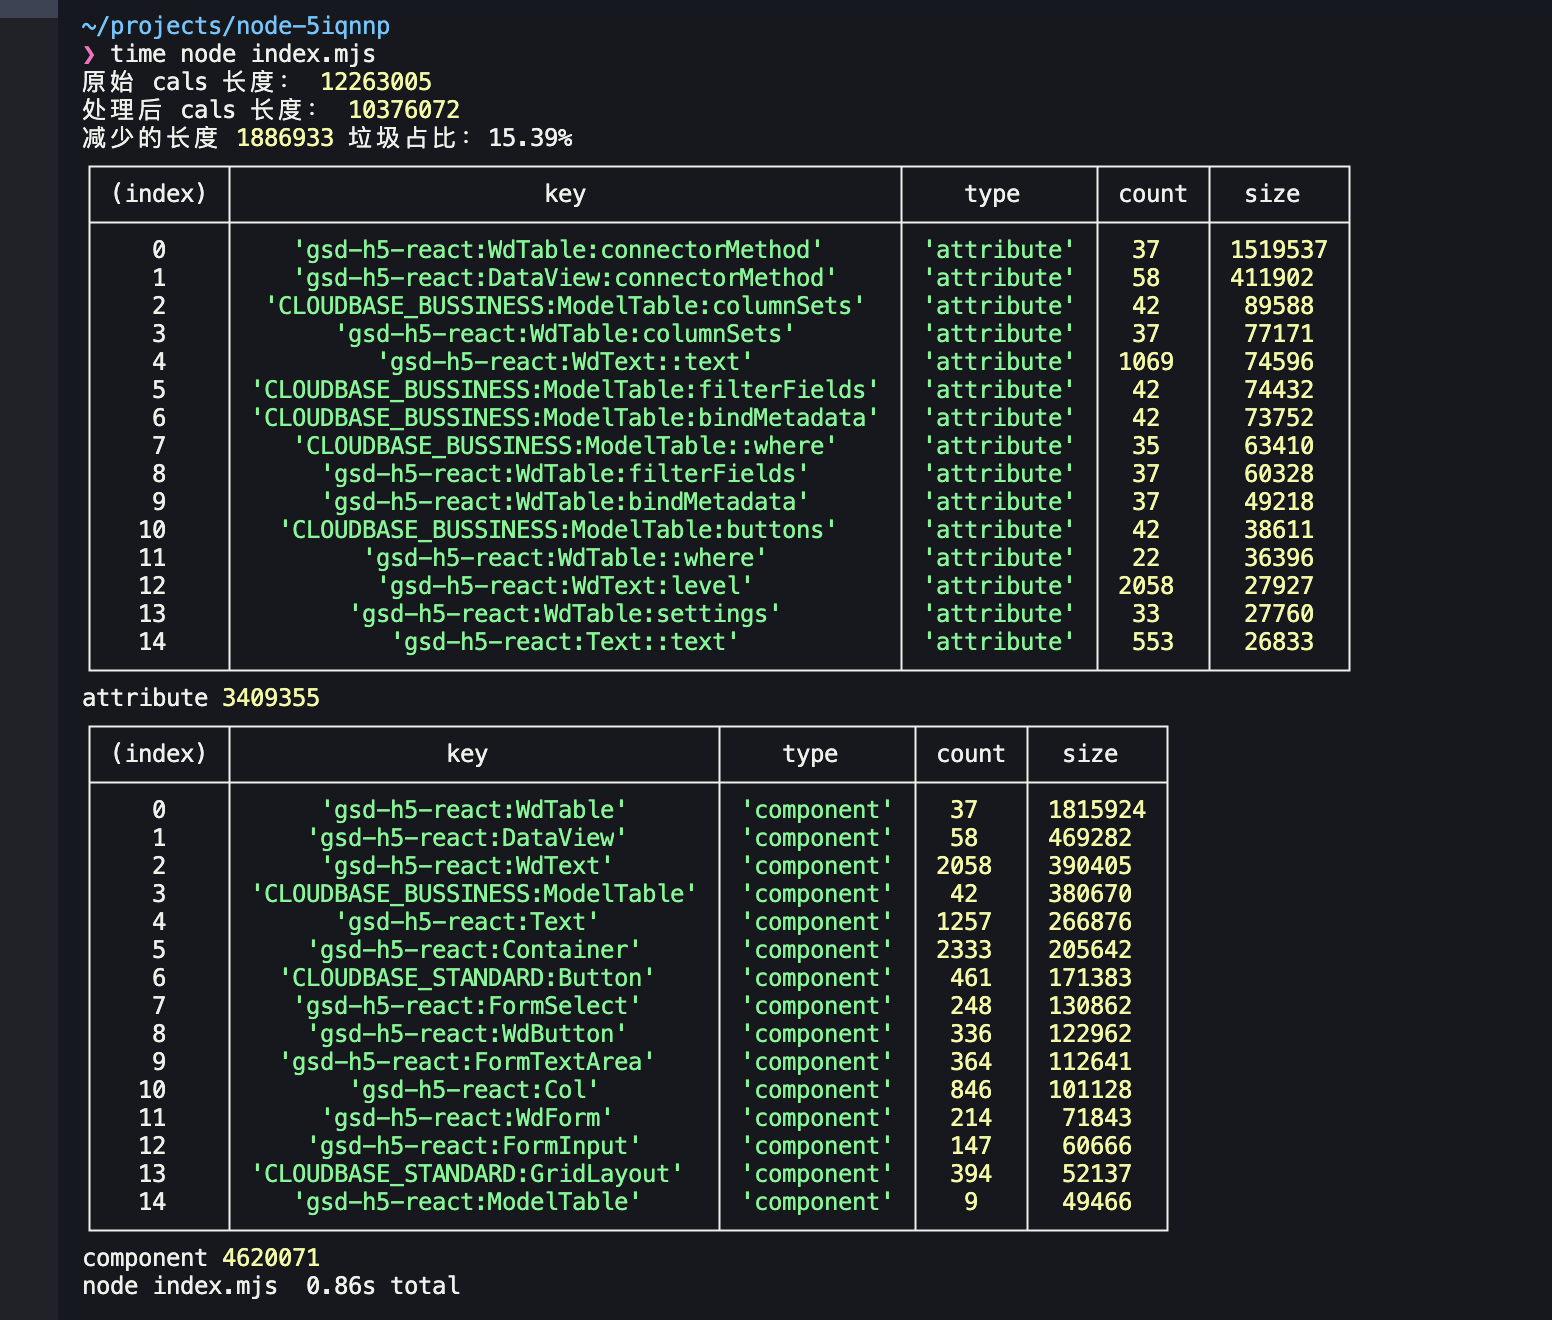 ~/projects/node-5iqnnp
❯ time node index.mjs
原始 cals 长度： 12263005
处理后 cals 长度： 10376072
减少的长度 1886933 垃圾占比：15.39%
(index) key type count size
0 'gsd-h5-react:WdTable:connectorMethod' 'attribute' 37 1519537
1 'gsd-h5-react:DataView:connectorMethod' 'attribute' 58 411902
2 'CLOUDBASE_BUSSINESS:ModelTable:columnSets' 'attribute' 42 89588
3 'gsd-h5-react:WdTable:columnSets' 'attribute' 37 77171
4 'gsd-h5-react:WdText::text' 'attribute' 1069 74596
5 'CLOUDBASE_BUSSINESS:ModelTable:filterFields' 'attribute' 42 74432
6 'CLOUDBASE_BUSSINESS:ModelTable:bindMetadata' 'attribute' 42 73752
7 'CLOUDBASE_BUSSINESS:ModelTable::where' 'attribute' 35 63410
8 'gsd-h5-react:WdTable:filterFields' 'attribute' 37 60328
9 'gsd-h5-react:WdTable:bindMetadata' 'attribute' 37 49218
10 'CLOUDBASE_BUSSINESS:ModelTable:buttons' 'attribute' 42 38611
11 'gsd-h5-react:WdTable::where' 'attribute' 22 36396
12 'gsd-h5-react:WdText:level' 'attribute' 2058 27927
13 'gsd-h5-react:WdTable:settings' 'attribute' 33 27760
14 'gsd-h5-react:Text::text' 'attribute' 553 26833
attribute 3409355
(index) key type count size
0 'gsd-h5-react:WdTable' 'component' 37 1815924
1 'gsd-h5-react:DataView' 'component' 58 469282
2 'gsd-h5-react:WdText' 'component' 2058 390405
3 'CLOUDBASE_BUSSINESS:ModelTable' 'component' 42 380670
4 'gsd-h5-react:Text' 'component' 1257 266876
5 'gsd-h5-react:Container' 'component' 2333 205642
6 'CLOUDBASE_STANDARD:Button' 'component' 461 171383
7 'gsd-h5-react:FormSelect' 'component' 248 130862
8 'gsd-h5-react:WdButton' 'component' 336 122962
9 'gsd-h5-react:FormTextArea' 'component' 364 112641
10 'gsd-h5-react:Col' 'component' 846 101128
11 'gsd-h5-react:WdForm' 'component' 214 71843
12 'gsd-h5-react:FormInput' 'component' 147 60666
13 'CLOUDBASE_STANDARD:GridLayout' 'component' 394 52137
14 'gsd-h5-react:ModelTable' 'component' 9 49466
component 4620071
node index.mjs 0.86s total